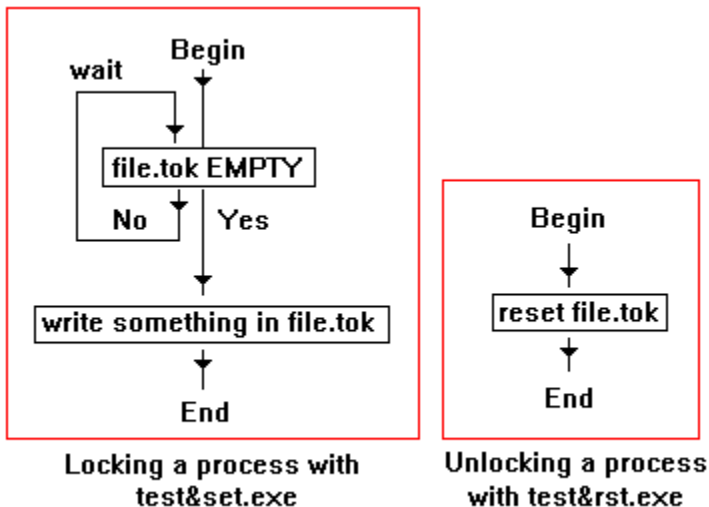 Begin
wait
file.tok EMPTY
No
Yes
write something in file.tok
End
Locking a process with
test&set.exe
Begin
reset file.tok
End
Unlocking a process
with test&rst.exe